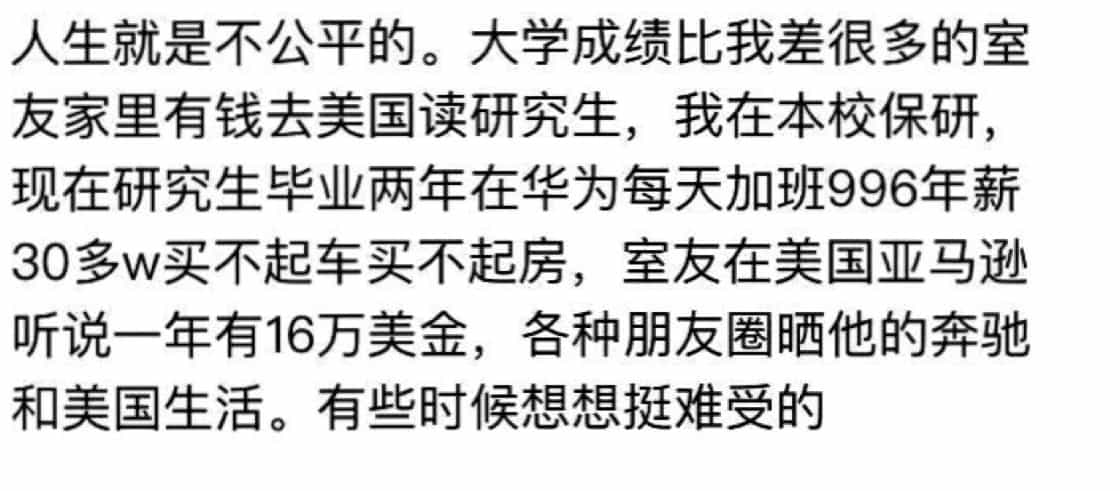 人生就是不公平的。大学成绩比我差很多的室
友家里有钱去美国读研究生，我在本校保研，
现在研究生毕业两年在华为每天加班996年薪
30多w买不起车买不起房，室友在美国亚马逊
听说一年有16万美金，各种朋友圈晒他的奔驰
和美国生活。有些时候想想挺难受的